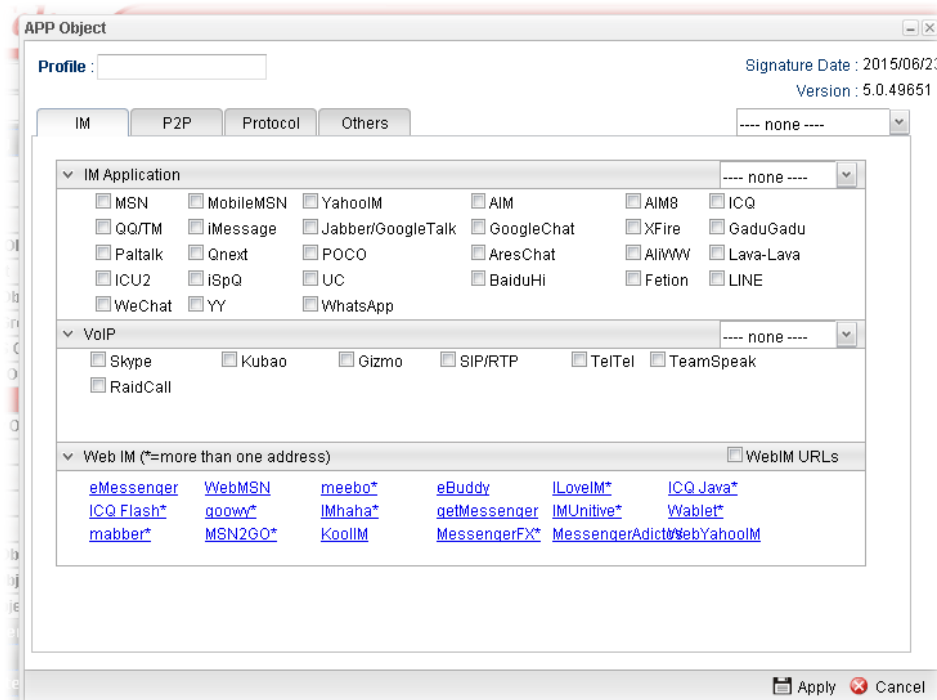 APP Object
Profile :
Signature Date : 2015/06/23
Version : 5.0.49651
IM P2P Protocol Others ---- none ----
IM Application ---- none ----
MSN MobileMSN YahooIM AIM AIM8 ICQ
QQ/TM iMessage Jabber/GoogleTalk GoogleChat XFire GaduGadu
Paltalk Qnext POCO AresChat AliWW Lava-Lava
ICU2 iSpQ UC BaiduHi Fetion LINE
WeChat YY WhatsApp
VoIP ---- none ----
Skype Kubao Gizmo SIP/RTP TelTel TeamSpeak
RaidCall
Web IM (*=more than one address) WebIM URLs
eMessenger WebMSN meebo* eBuddy ILoveIM* ICQ Java*
ICQ Flash* goowy* IMhaha* getMessenger IMUnitive* Wablet*
mabber* MSN2GO* KoolIM MessengerFX* MessengerAdictos WebYahooIM
Apply Cancel